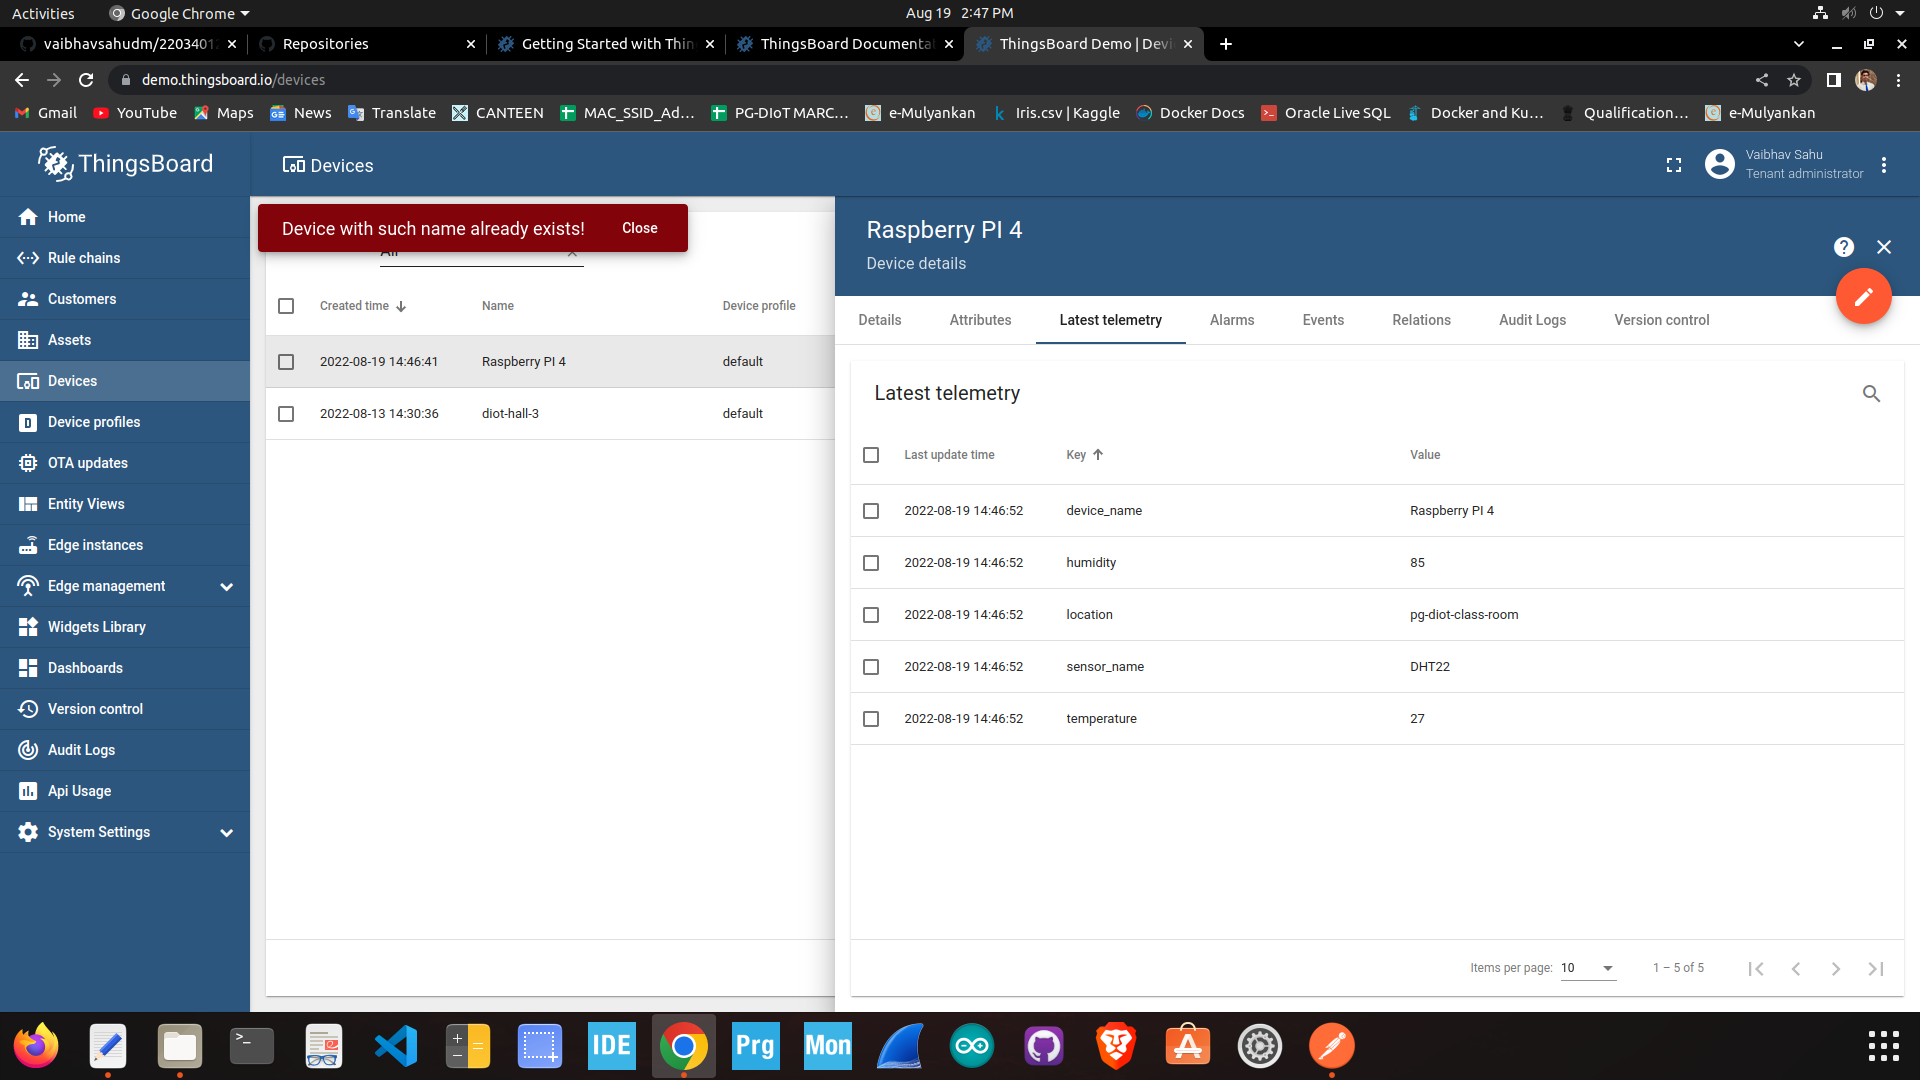 Activities
Google Chrome
Aug 19 2:47 PM
vaibhavsahudm/2203401
Repositories
Getting Started with Thin
ThingsBoard Documenta
ThingsBoard Demo | Devi
demo.thingsboard.io/devices
Gmail
YouTube
Maps
News
Translate
CANTEEN
MAC_SSID_Ad...
PG-DIoT MARC...
e-Mulyankan
Iris.csv | Kaggle
Docker Docs
Oracle Live SQL
Docker and Ku...
Qualification...
e-Mulyankan
ThingsBoard
Devices
Vaibhav Sahu
Tenant administrator
Home
Rule chains
Customers
Assets
Devices
Device profiles
OTA updates
Entity Views
Edge instances
Edge management
Widgets Library
Dashboards
Version control
Audit Logs
Api Usage
System Settings
Device with such name already exists! Close
All
Created time Name Device profile
2022-08-19 14:46:41 Raspberry PI 4 default
2022-08-13 14:30:36 diot-hall-3 default
Raspberry PI 4
Device details
Details Attributes Latest telemetry Alarms Events Relations Audit Logs Version control
Latest telemetry
Last update time Key Value
2022-08-19 14:46:52 device_name Raspberry PI 4
2022-08-19 14:46:52 humidity 85
2022-08-19 14:46:52 location pg-diot-class-room
2022-08-19 14:46:52 sensor_name DHT22
2022-08-19 14:46:52 temperature 27
Items per page: 10 1 – 5 of 5
IDE
Prg
Mon